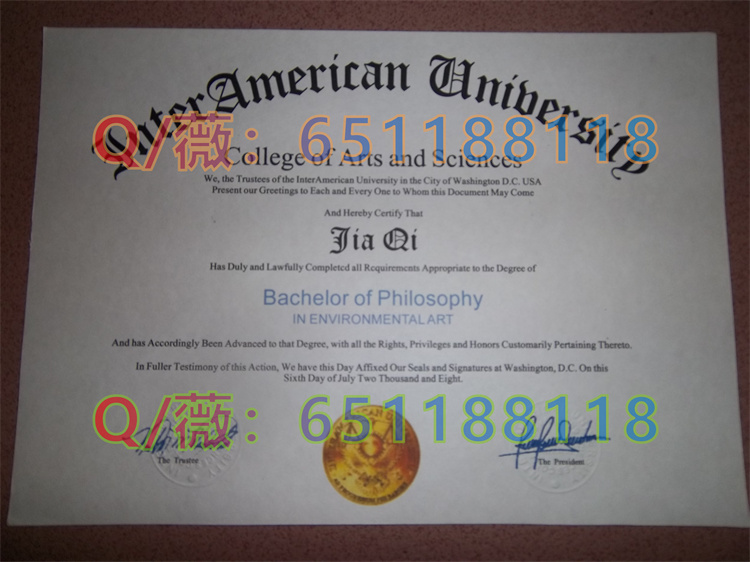 InterAmerican University
Q/薇：651188118
College of Arts and Sciences
We, the Trustees of the InterAmerican University in the City of Washington D.C. USA
Present our Greetings to Each and Every One to Whom this Document May Come
And Hereby Certify That
Jia Qi
Has Duly and Lawfully Completed all Requirements Appropriate to the Degree of
Bachelor of Philosophy
IN ENVIRONMENTAL ART
And has Accordingly Been Advanced to that Degree, with all the Rights, Privileges and Honors Customarily Pertaining Thereto.
In Fuller Testimony of this Action, We have this Day Affixed Our Seals and Signatures at Washington, D.C. On this
Sixth Day of July Two Thousand and Eight.
Q/薇：651188118
The Trustee
The President